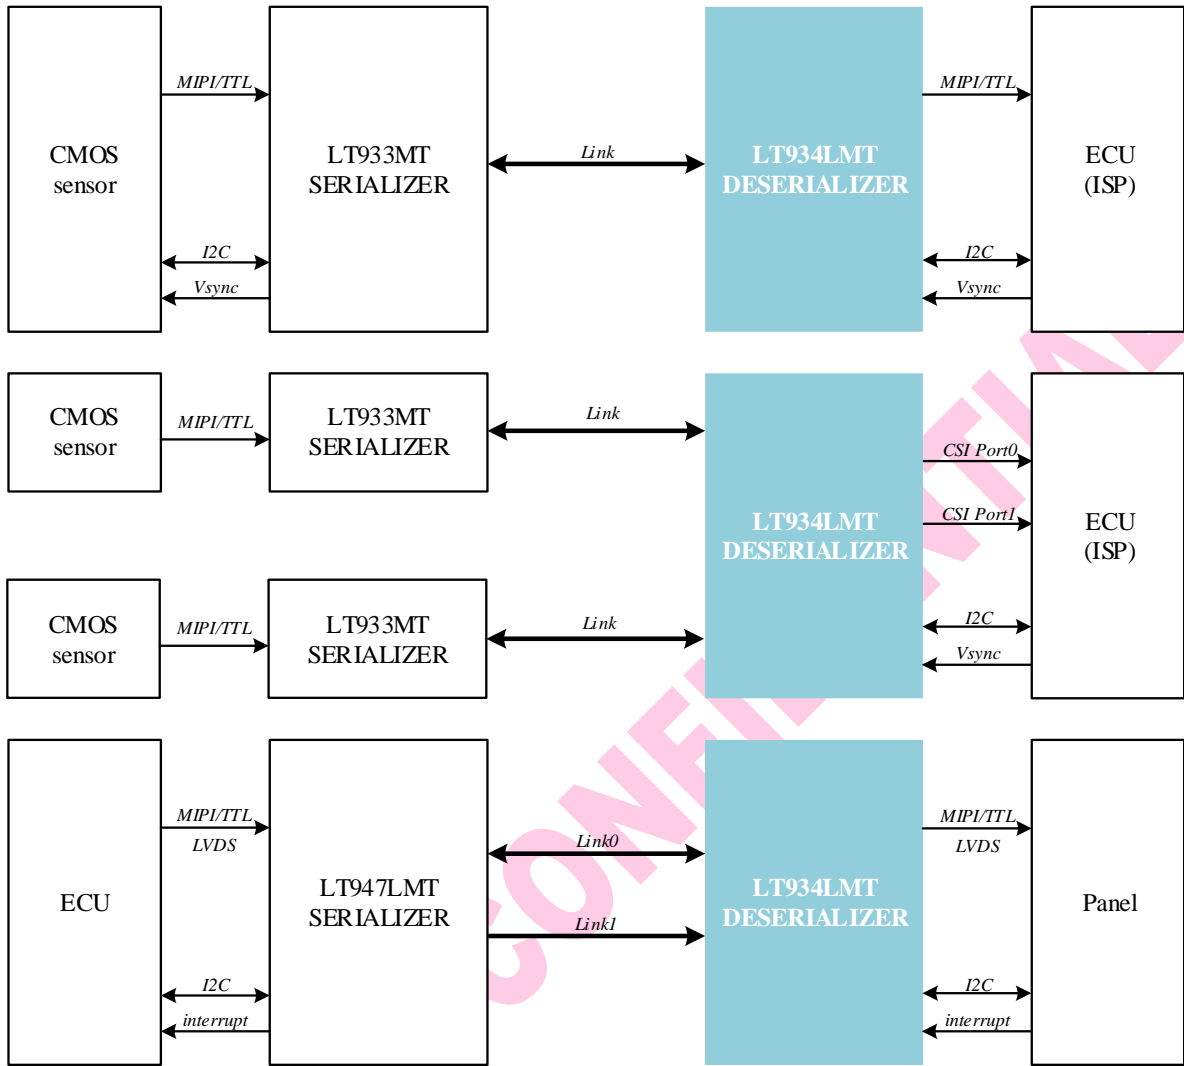 MIPI/TTL
MIPI/TTL
CMOS
sensor
LT933MT
SERIALIZER
Link
LT934LMT
DESERIALIZER
ECU
(ISP)
I2C
I2C
Vsync
Vsync
CMOS
sensor
MIPI/TTL
LT933MT
SERIALIZER
Link
CSI Port0
CSI Port1
LT934LMT
DESERIALIZER
ECU
(ISP)
CMOS
sensor
MIPI/TTL
LT933MT
SERIALIZER
Link
I2C
Vsync
MIPI/TTL
LVDS
MIPI/TTL
LVDS
Link0
ECU
LT947LMT
SERIALIZER
LT934LMT
DESERIALIZER
Panel
Link1
I2C
I2C
interrupt
interrupt
CONFIDENTIAL